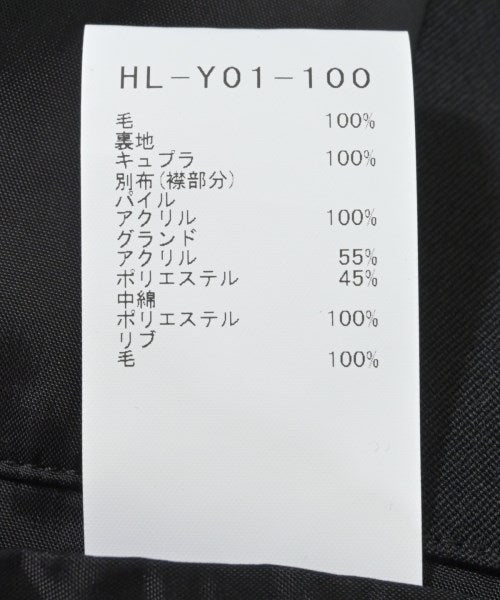 HL-Y01-100
毛 100%
裏地
キュプラ 100%
別布(襟部分)
パイル
アクリル 100%
グランド
アクリル 55%
ポリエステル 45%
中綿
ポリエステル 100%
リブ
毛 100%